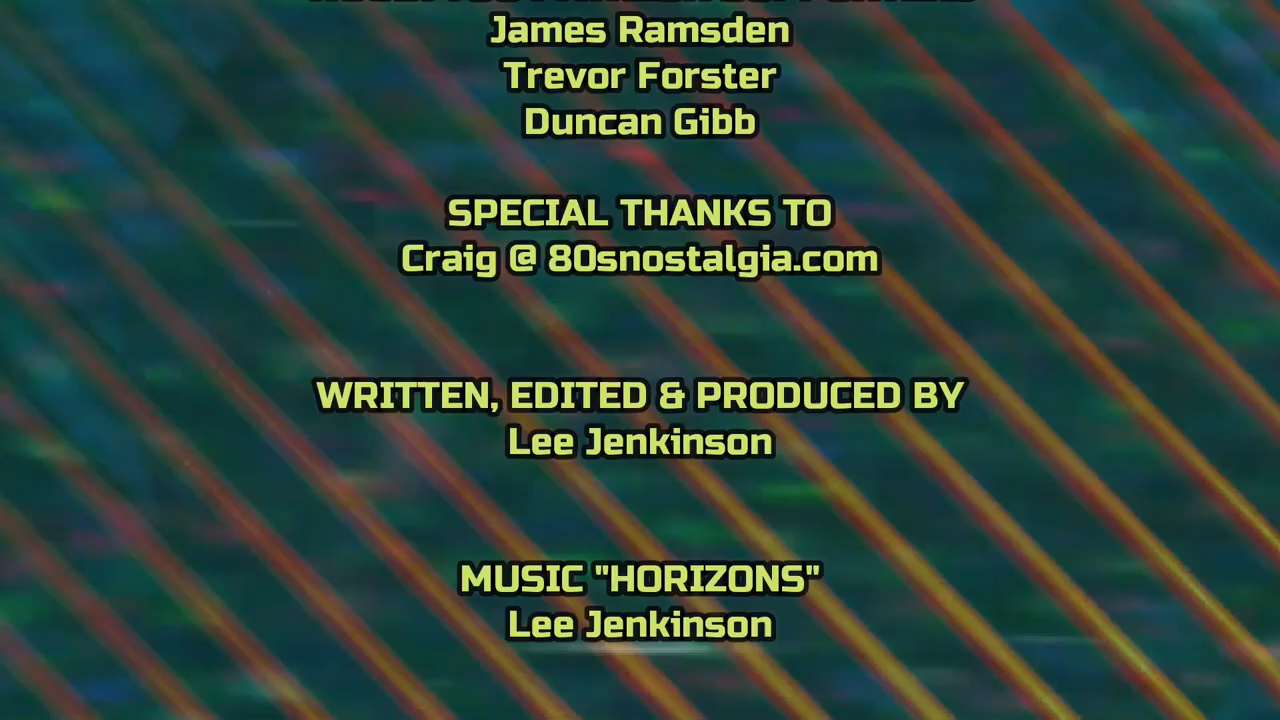 James Ramsden
Trevor Forster
Duncan Gibb
SPECIAL THANKS TO
Craig @ 80snostalgia.com
WRITTEN, EDITED & PRODUCED BY
Lee Jenkinson
MUSIC "HORIZONS"
Lee Jenkinson